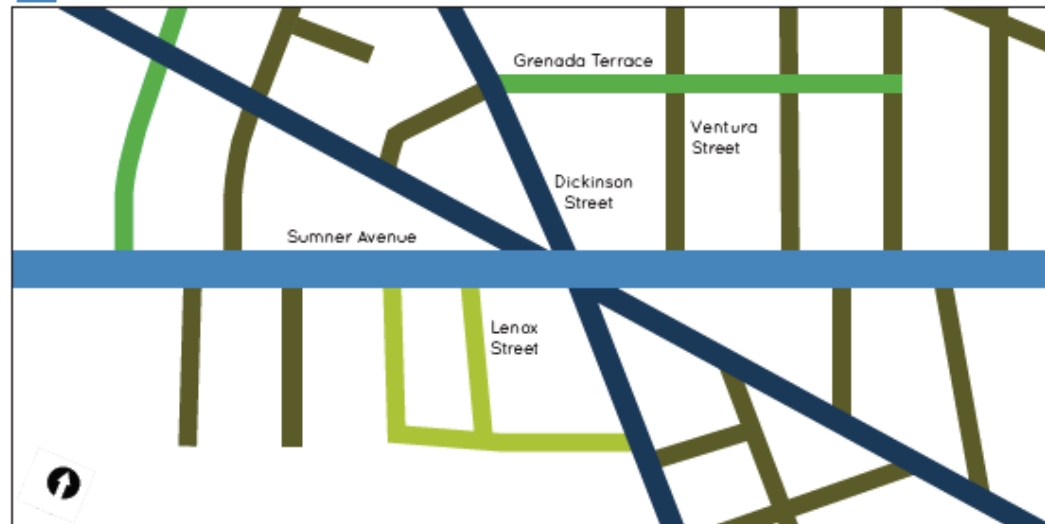 Grenada Terrace
Ventura
Street
Dickinson
Street
Sumner Avenue
Lenox
Street